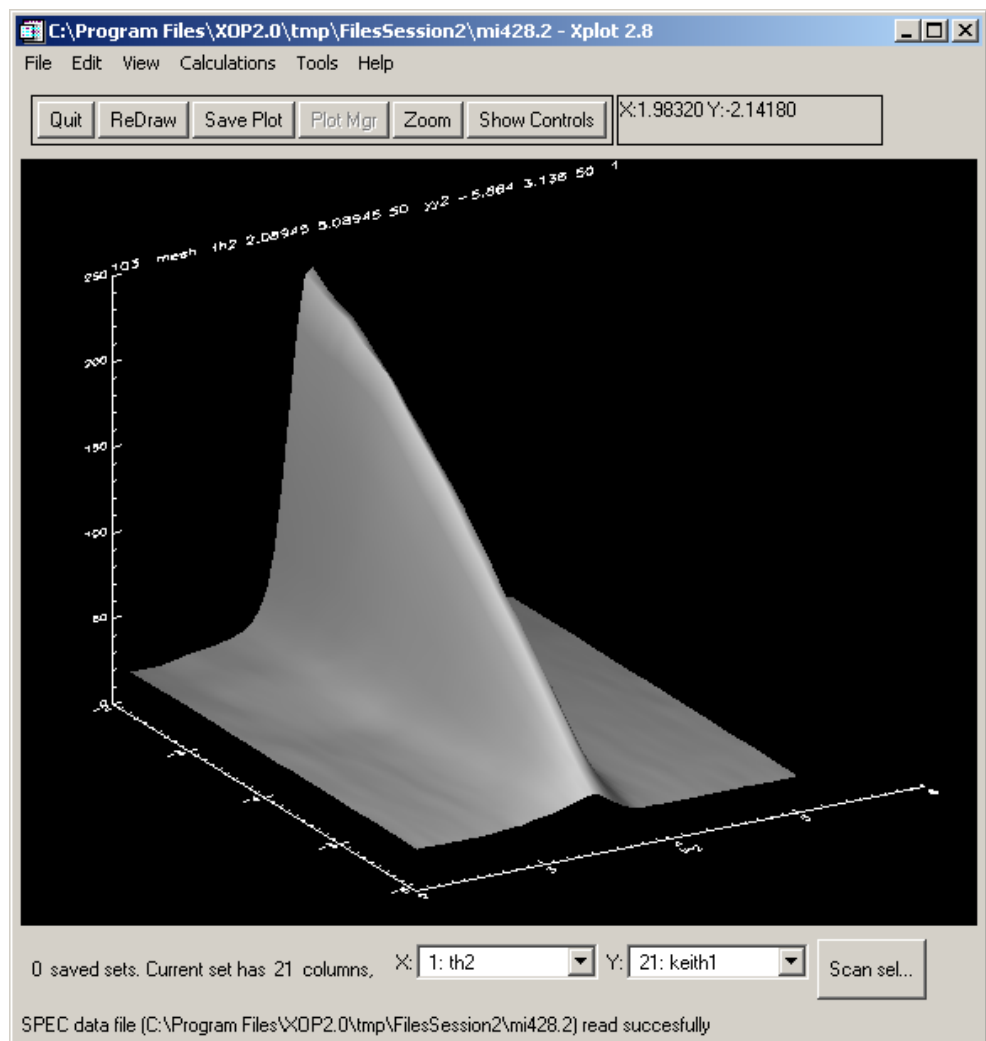 C:\Program Files\XOP2.0\tmp\FilesSession2\mi428.2 - Xplot 2.8
File Edit View Calculations Tools Help
Quit ReDraw Save Plot Plot Mgr Zoom Show Controls X:1.98320 Y:-2.14180
103 mesh th2 2.08945 5.08945 50 yy2 -5.864 3.136 50 1
250
200
150
100
50
0
0 saved sets. Current set has 21 columns, X: 1: th2 Y: 21: keith1 Scan sel...
SPEC data file (C:\Program Files\XOP2.0\tmp\FilesSession2\mi428.2) read succesfully